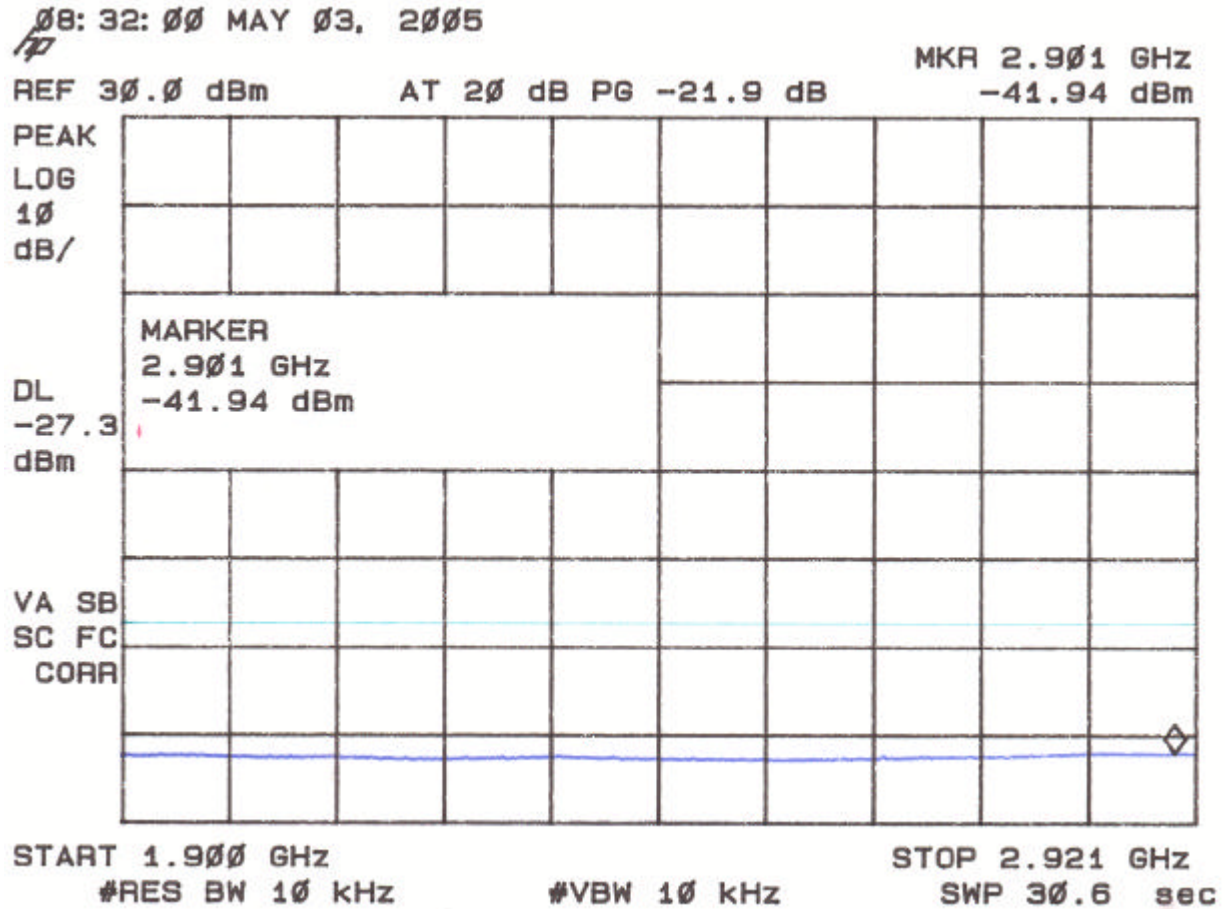 Ø8:32:ØØ MAY Ø3, 2ØØ5
hp
MKR 2.9Ø1 GHz
REF 3Ø.Ø dBm AT 2Ø dB PG -21.9 dB -41.94 dBm
PEAK
LOG
1Ø
dB/
MARKER
2.9Ø1 GHz
-41.94 dBm
DL
-27.3
dBm
VA SB
SC FC
CORR
START 1.9ØØ GHz STOP 2.921 GHz
#RES BW 1Ø kHz #VBW 1Ø kHz SWP 3Ø.6 sec